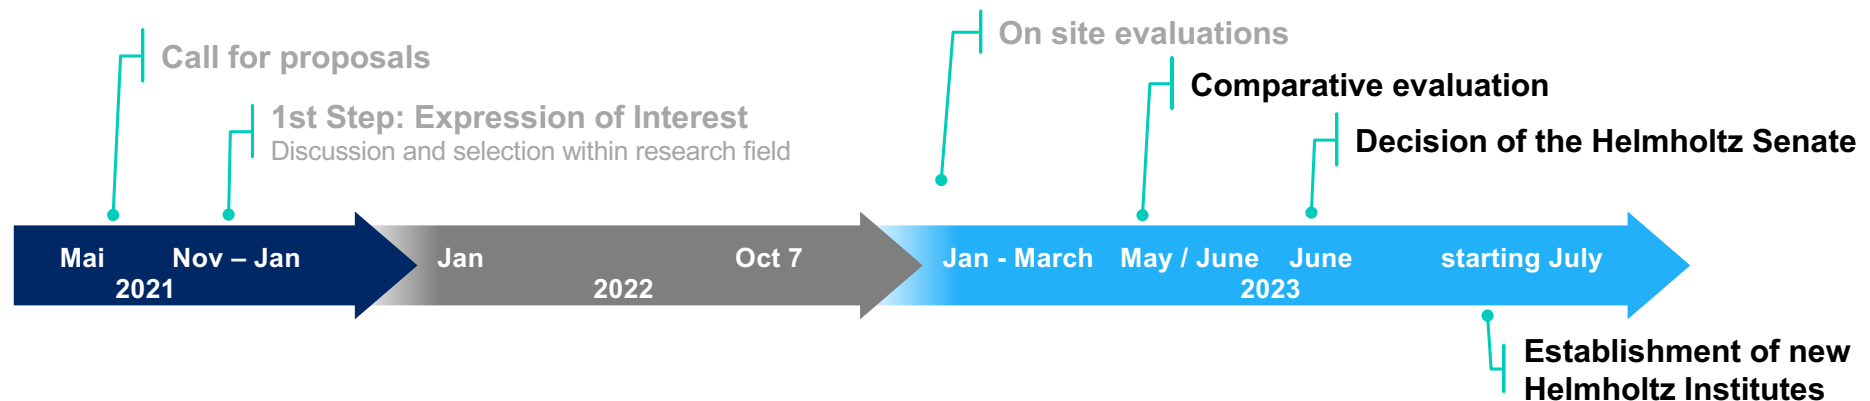 Call for proposals
1st Step: Expression of Interest
Discussion and selection within research field
On site evaluations
Comparative evaluation
Decision of the Helmholtz Senate
Mai
Nov – Jan
2021
Jan
Oct 7
2022
Jan - March
May / June
June
starting July
2023
Establishment of new
Helmholtz Institutes